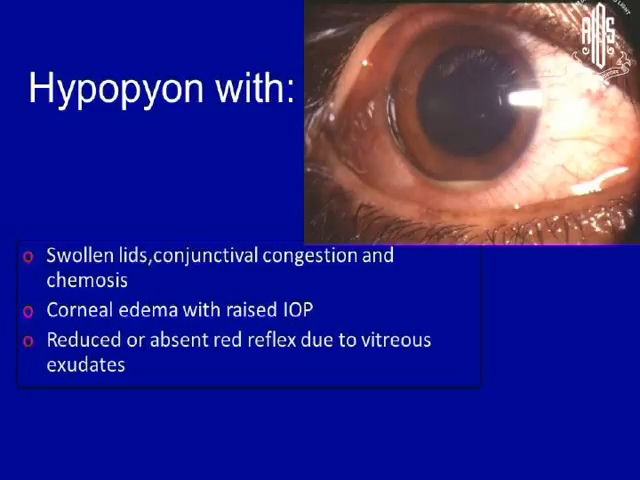 Hypopyon with:
o Swollen lids,conjunctival congestion and
chemosis
o Corneal edema with raised IOP
o Reduced or absent red reflex due to vitreous
exudates